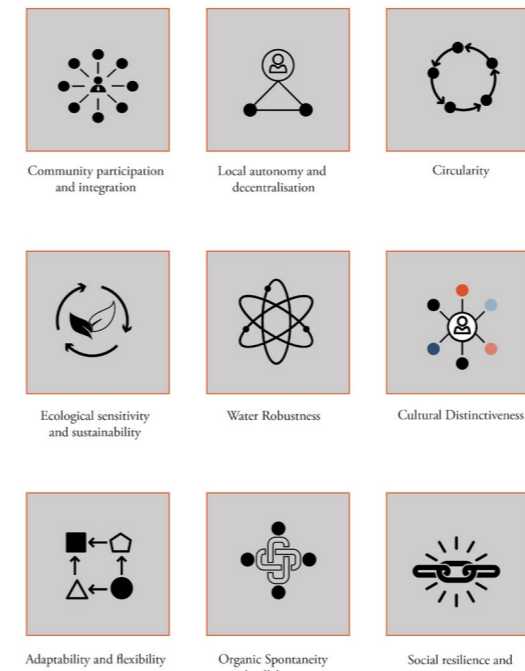 Community participation
and integration
Local autonomy and
decentralisation
Circularity
Ecological sensitivity
and sustainability
Water Robustness
Cultural Distinctiveness
Adaptability and flexibility
Organic Spontaneity
Social resilience and